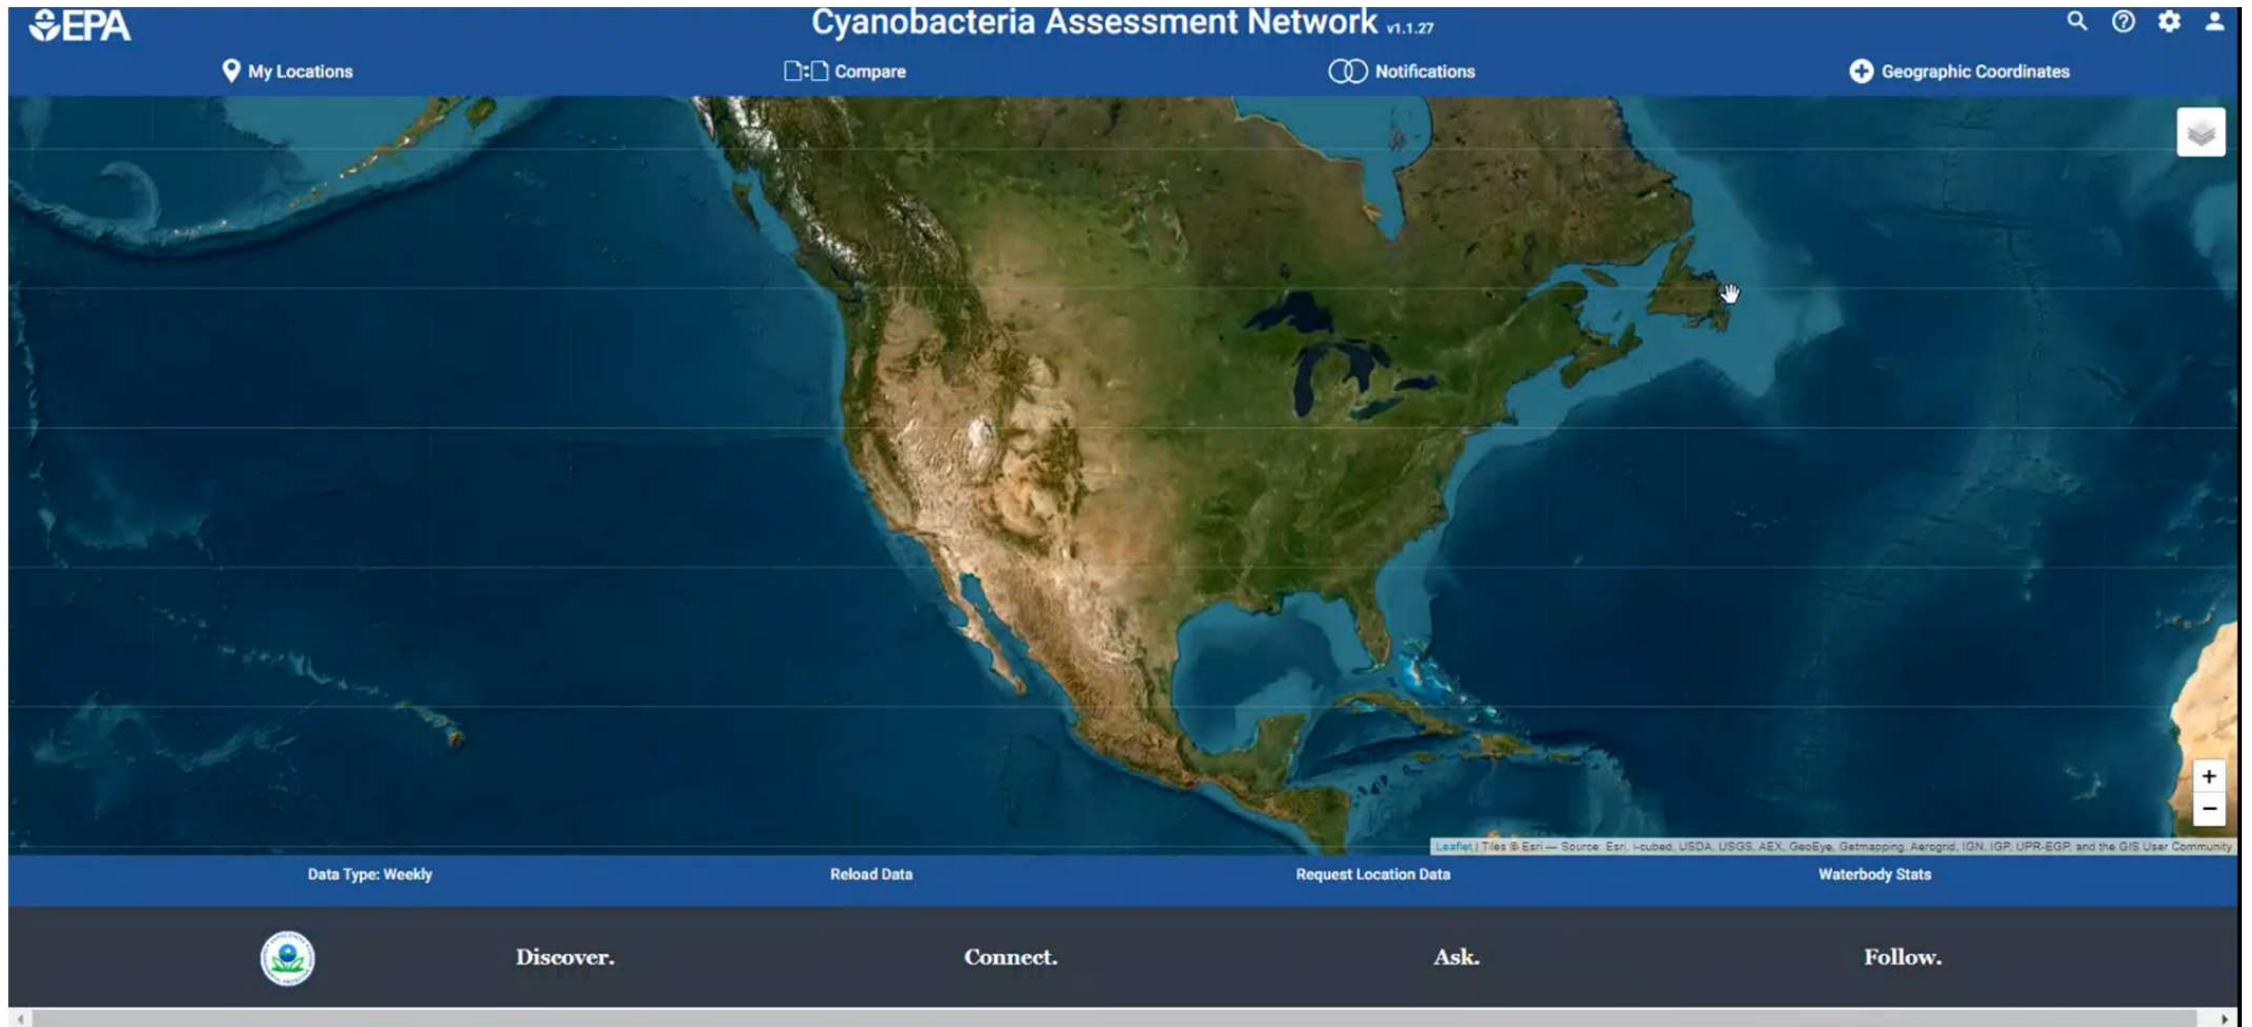 EPA
Cyanobacteria Assessment Network v1.1.27
My Locations
Compare
Notifications
Geographic Coordinates
+
−
Leaflet | Tiles © Esri — Source: Esri, i-cubed, USDA, USGS, AEX, GeoEye, Getmapping, Aerogrid, IGN, IGP, UPR-EGP, and the GIS User Community
Data Type: Weekly
Reload Data
Request Location Data
Waterbody Stats
Discover.
Connect.
Ask.
Follow.